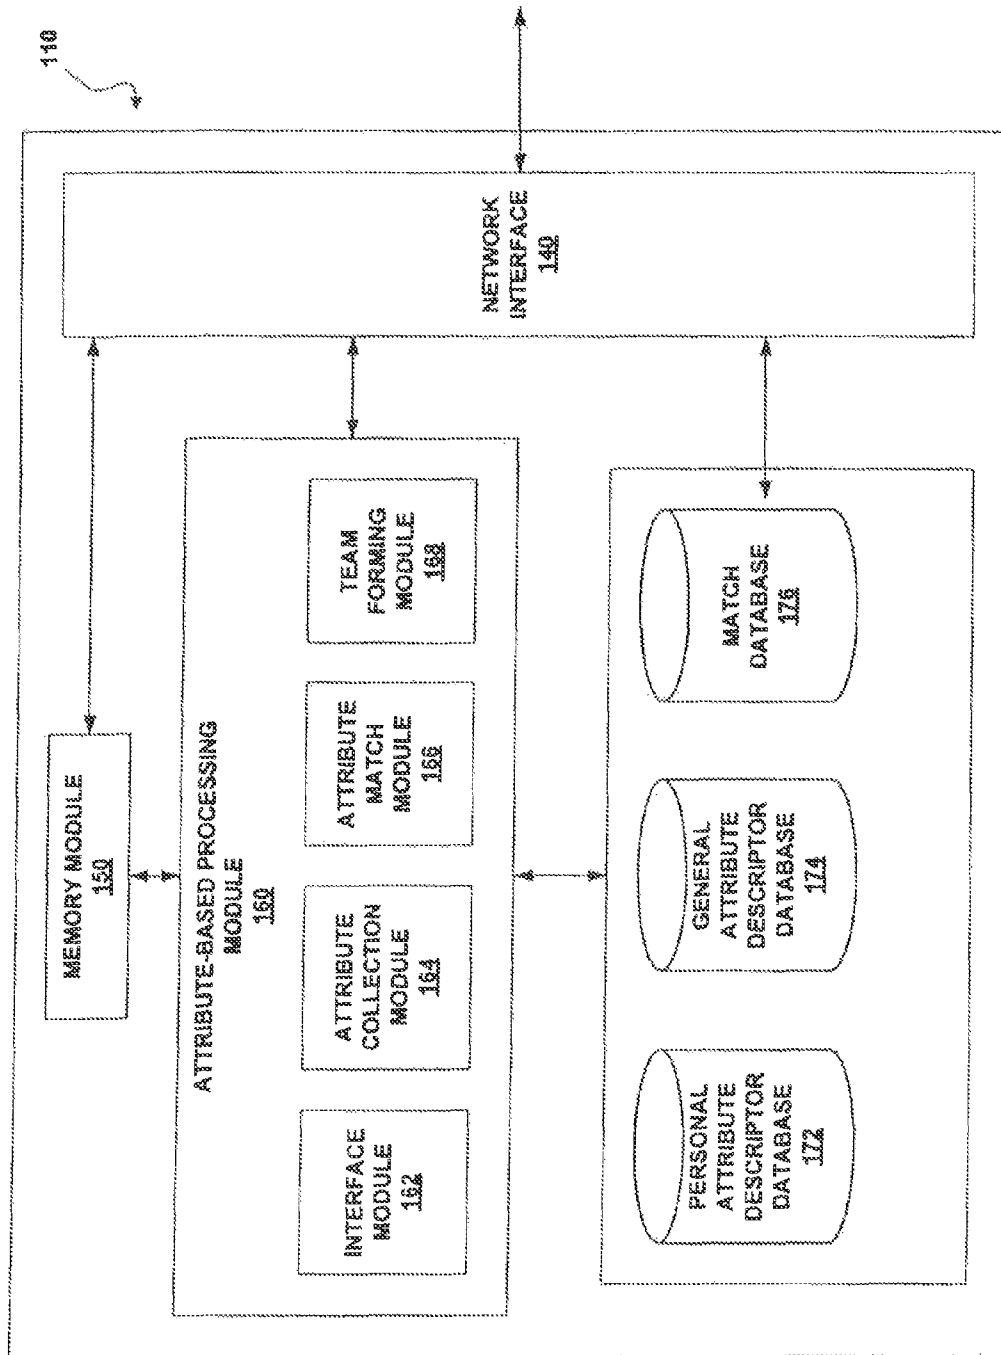 110
MEMORY MODULE
150
ATTRIBUTE-BASED PROCESSING
MODULE
160
INTERFACE
MODULE
162
ATTRIBUTE
COLLECTION
MODULE
164
ATTRIBUTE
MATCH
MODULE
166
TEAM
FORMING
MODULE
168
PERSONAL
ATTRIBUTE
DESCRIPTOR
DATABASE
172
GENERAL
ATTRIBUTE
DESCRIPTOR
DATABASE
174
MATCH
DATABASE
176
NETWORK
INTERFACE
140